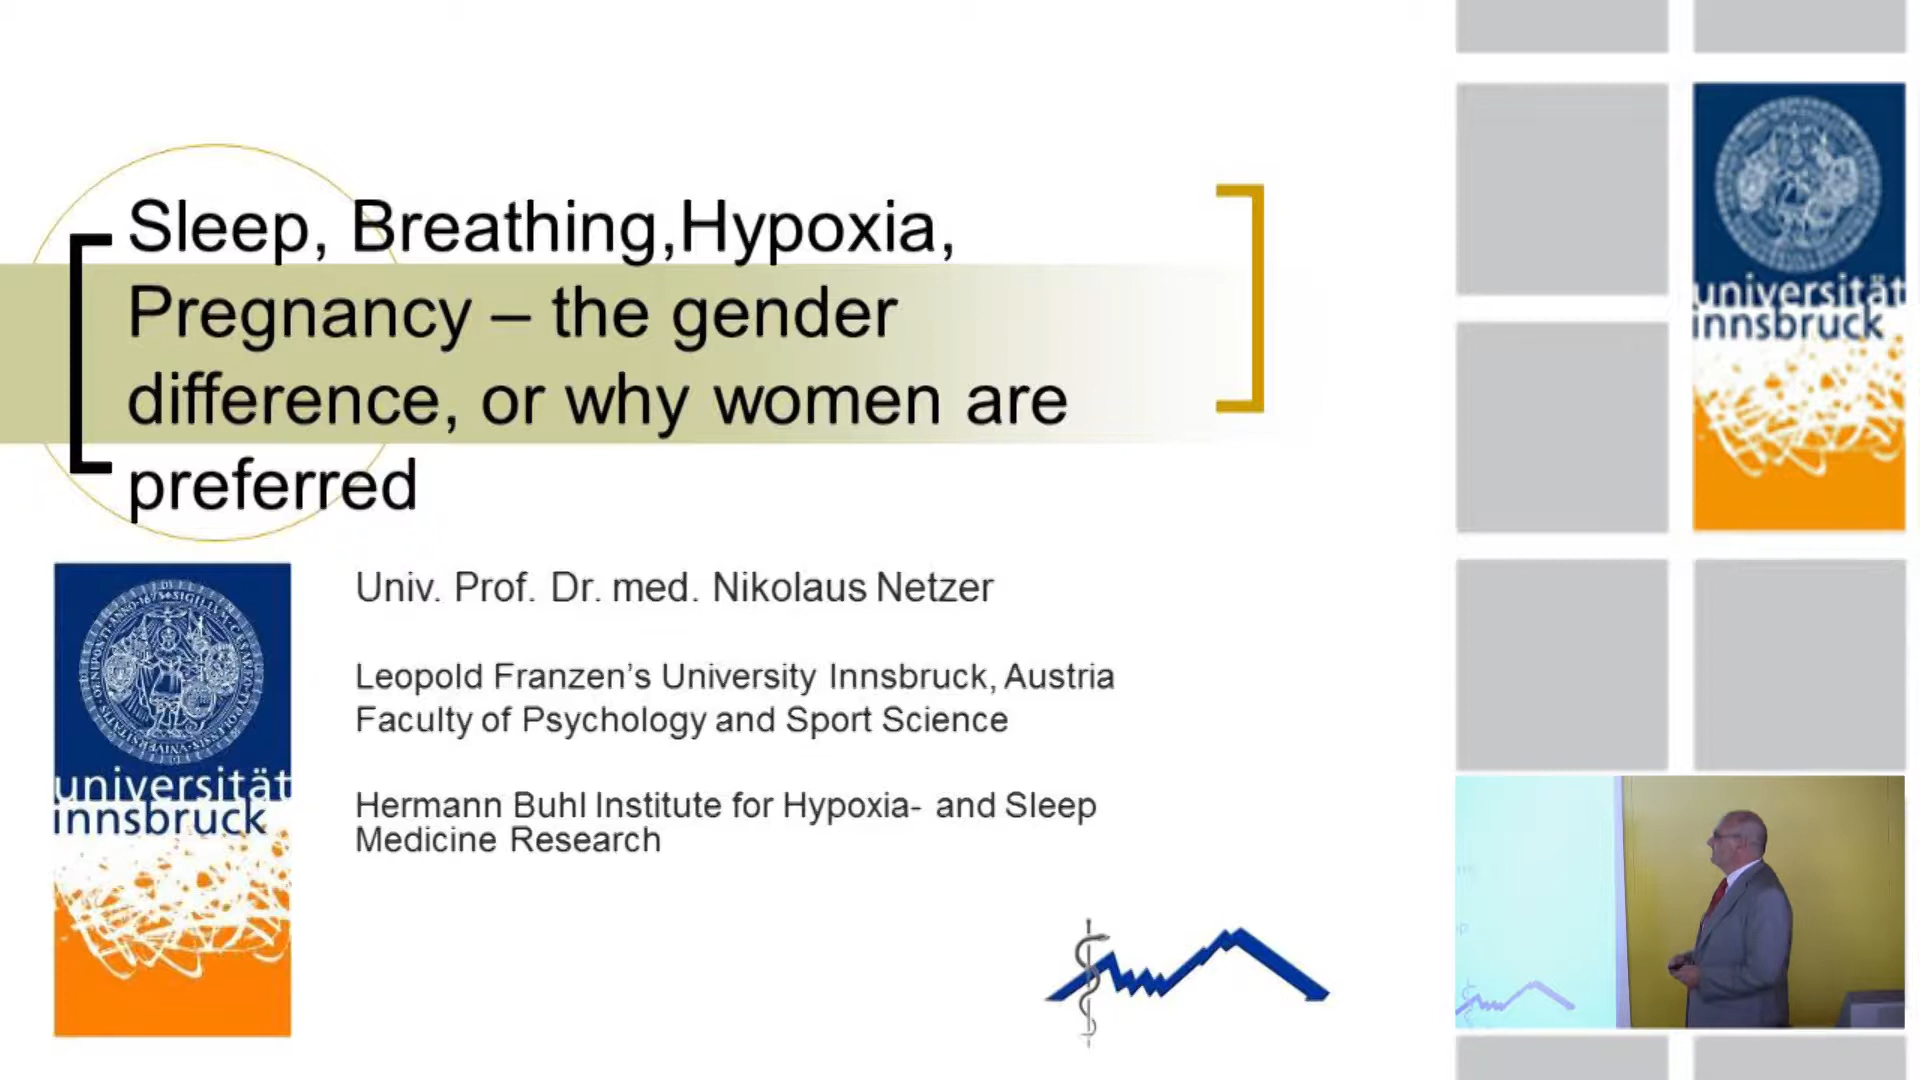 Sleep, Breathing,Hypoxia,
Pregnancy – the gender
difference, or why women are
preferred
Univ. Prof. Dr. med. Nikolaus Netzer
Leopold Franzen’s University Innsbruck, Austria
Faculty of Psychology and Sport Science
Hermann Buhl Institute for Hypoxia- and Sleep
Medicine Research
universität
innsbruck
universität
innsbruck